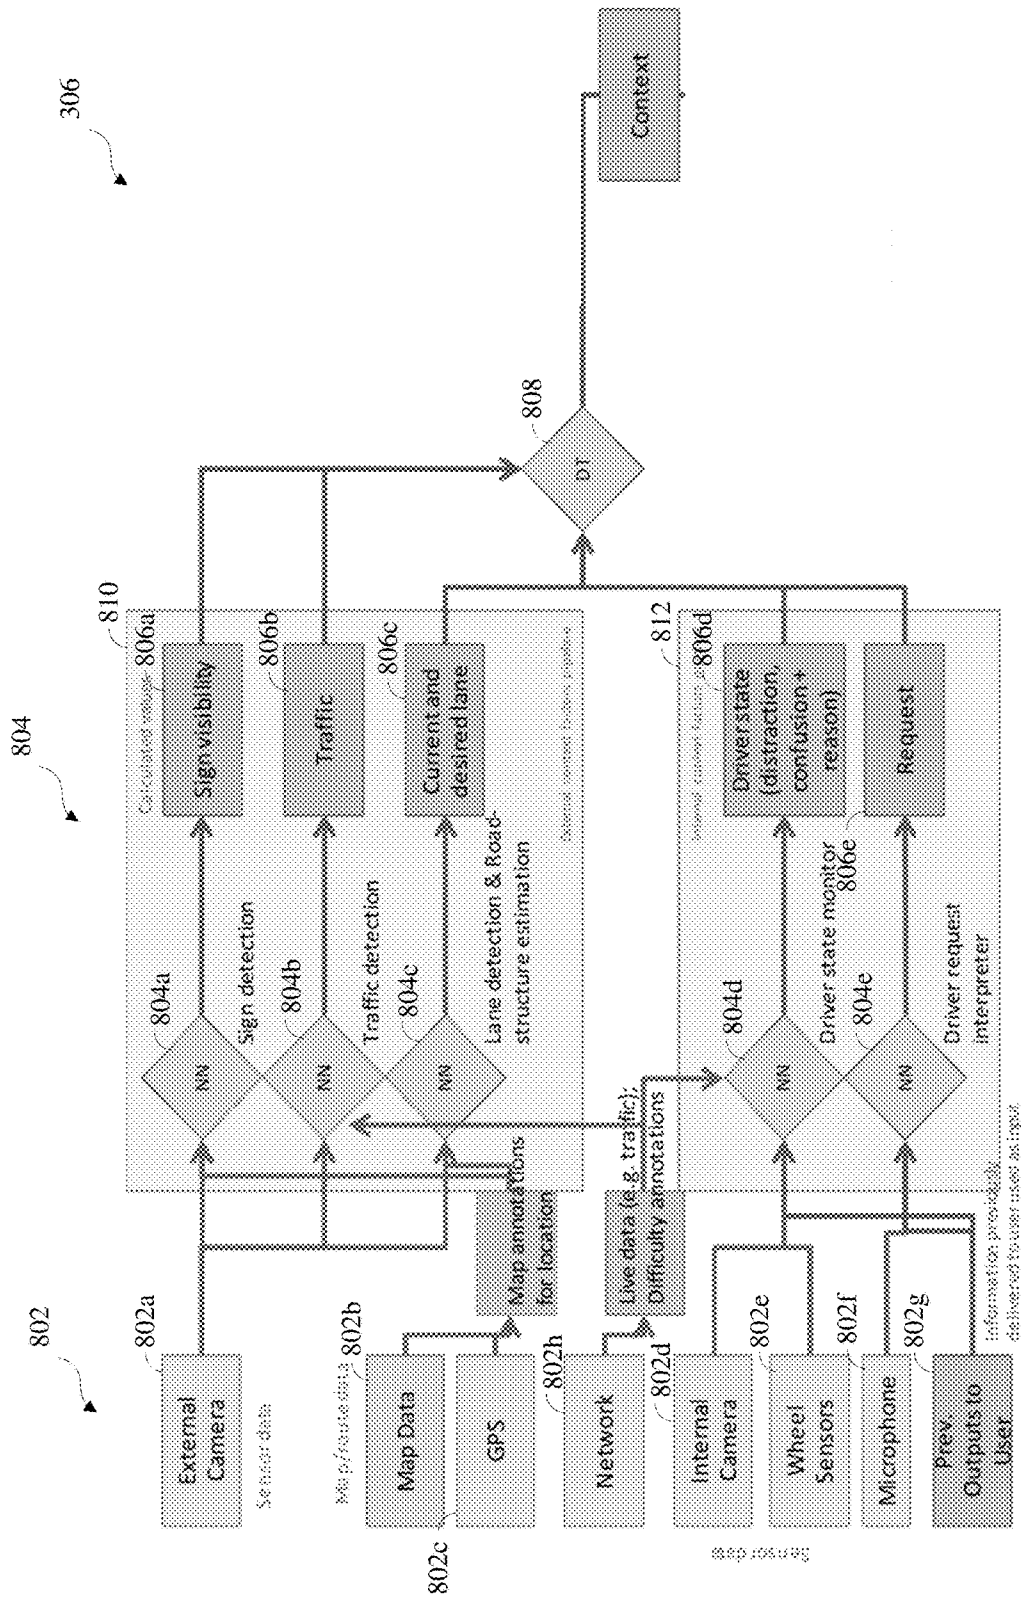 306
804
802
802a
External
Camera
Sensor data
802b
Map/route data
Map Data
802c
GPS
802h
Network
802d
Internal
Camera
802e
Wheel
Sensors
802f
Microphone
802g
Prev.
Outputs to
User
Sensor data
Information previously
delivered to user used as input
Map annotations
for location
Live data (e.g. traffic);
Difficulty annotations
810
804a
NN
Sign detection
804b
NN
Traffic detection
804c
NN
Lane detection & Road-
structure estimation
806a
Sign visibility
806b
Traffic
806c
Current and
desired lane
812
804d
NN
Driver state monitor
804e
NN
Driver request
interpreter
806d
Driver state
(distraction,
confusion +
reason)
806e
Request
808
DT
Context